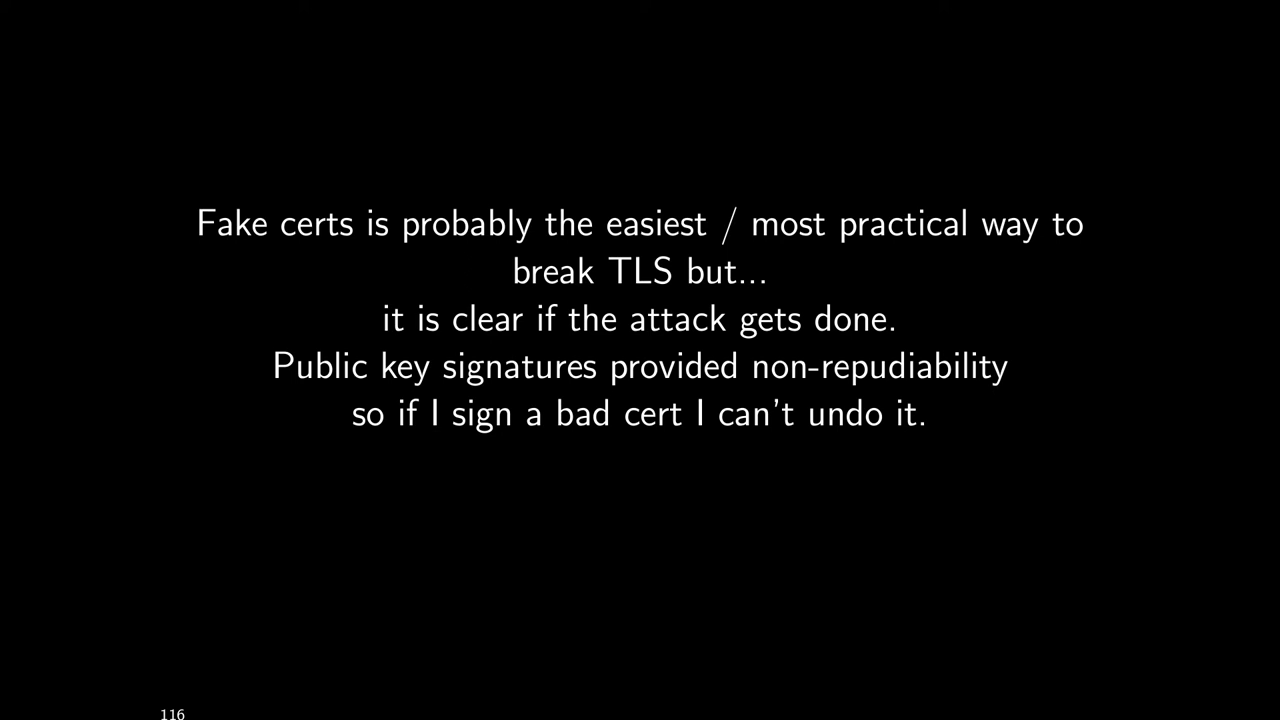 Fake certs is probably the easiest / most practical way to
break TLS but...
it is clear if the attack gets done.
Public key signatures provided non-repudiability
so if I sign a bad cert I can't undo it.
116